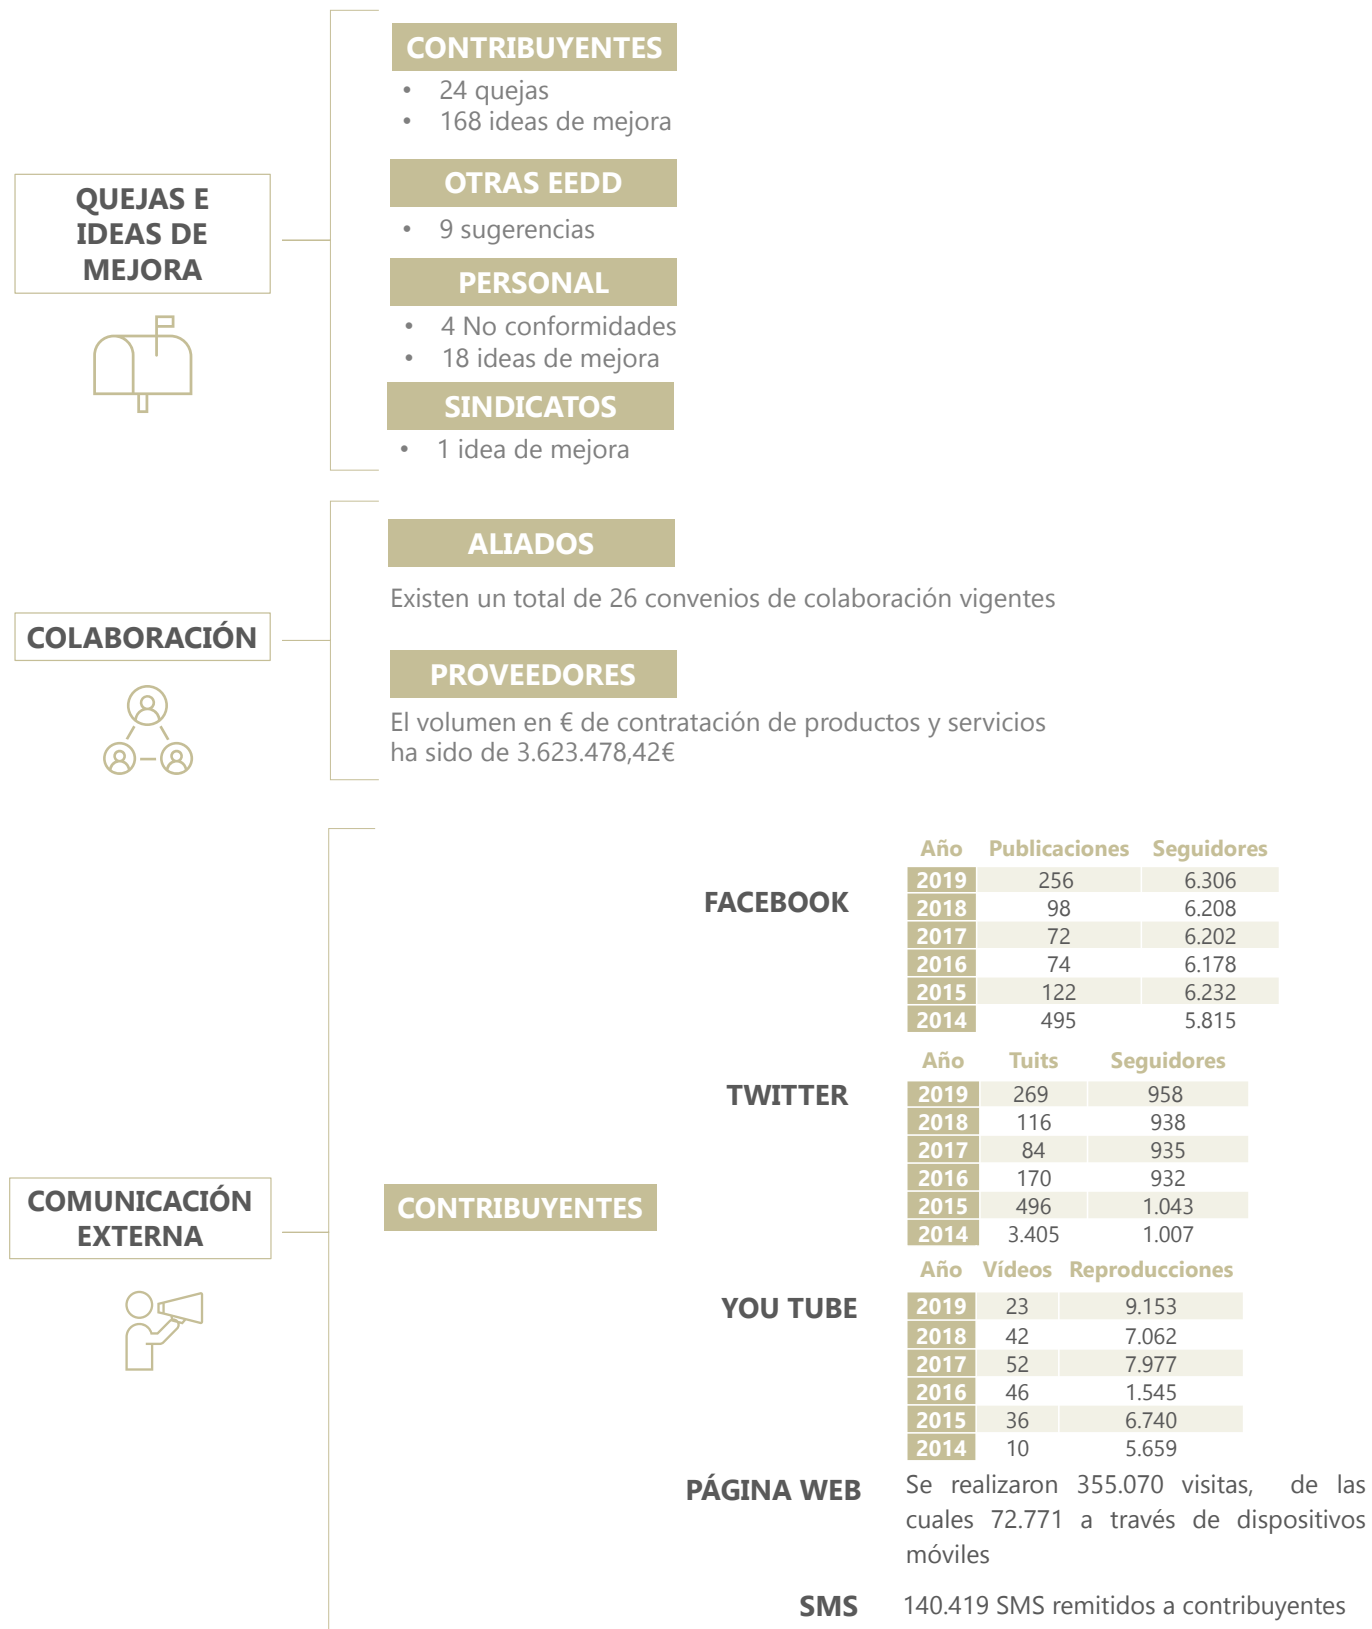 CONTRIBUYENTES
• 24 quejas
• 168 ideas de mejora
OTRAS EEDD
• 9 sugerencias
QUEJAS E
IDEAS DE
MEJORA
PERSONAL
• 4 No conformidades
• 18 ideas de mejora
SINDICATOS
• 1 idea de mejora
ALIADOS
Existen un total de 26 convenios de colaboración vigentes
COLABORACIÓN
PROVEEDORES
El volumen en € de contratación de productos y servicios
ha sido de 3.623.478,42€
COMUNICACIÓN
EXTERNA
CONTRIBUYENTES
FACEBOOK
Año Publicaciones Seguidores
2019 256 6.306
2018 98 6.208
2017 72 6.202
2016 74 6.178
2015 122 6.232
2014 495 5.815
TWITTER
Año Tuits Seguidores
2019 269 958
2018 116 938
2017 84 935
2016 170 932
2015 496 1.043
2014 3.405 1.007
YOU TUBE
Año Vídeos Reproducciones
2019 23 9.153
2018 42 7.062
2017 52 7.977
2016 46 1.545
2015 36 6.740
2014 10 5.659
PÁGINA WEB
Se realizaron 355.070 visitas, de las
cuales 72.771 a través de dispositivos
móviles
SMS
140.419 SMS remitidos a contribuyentes